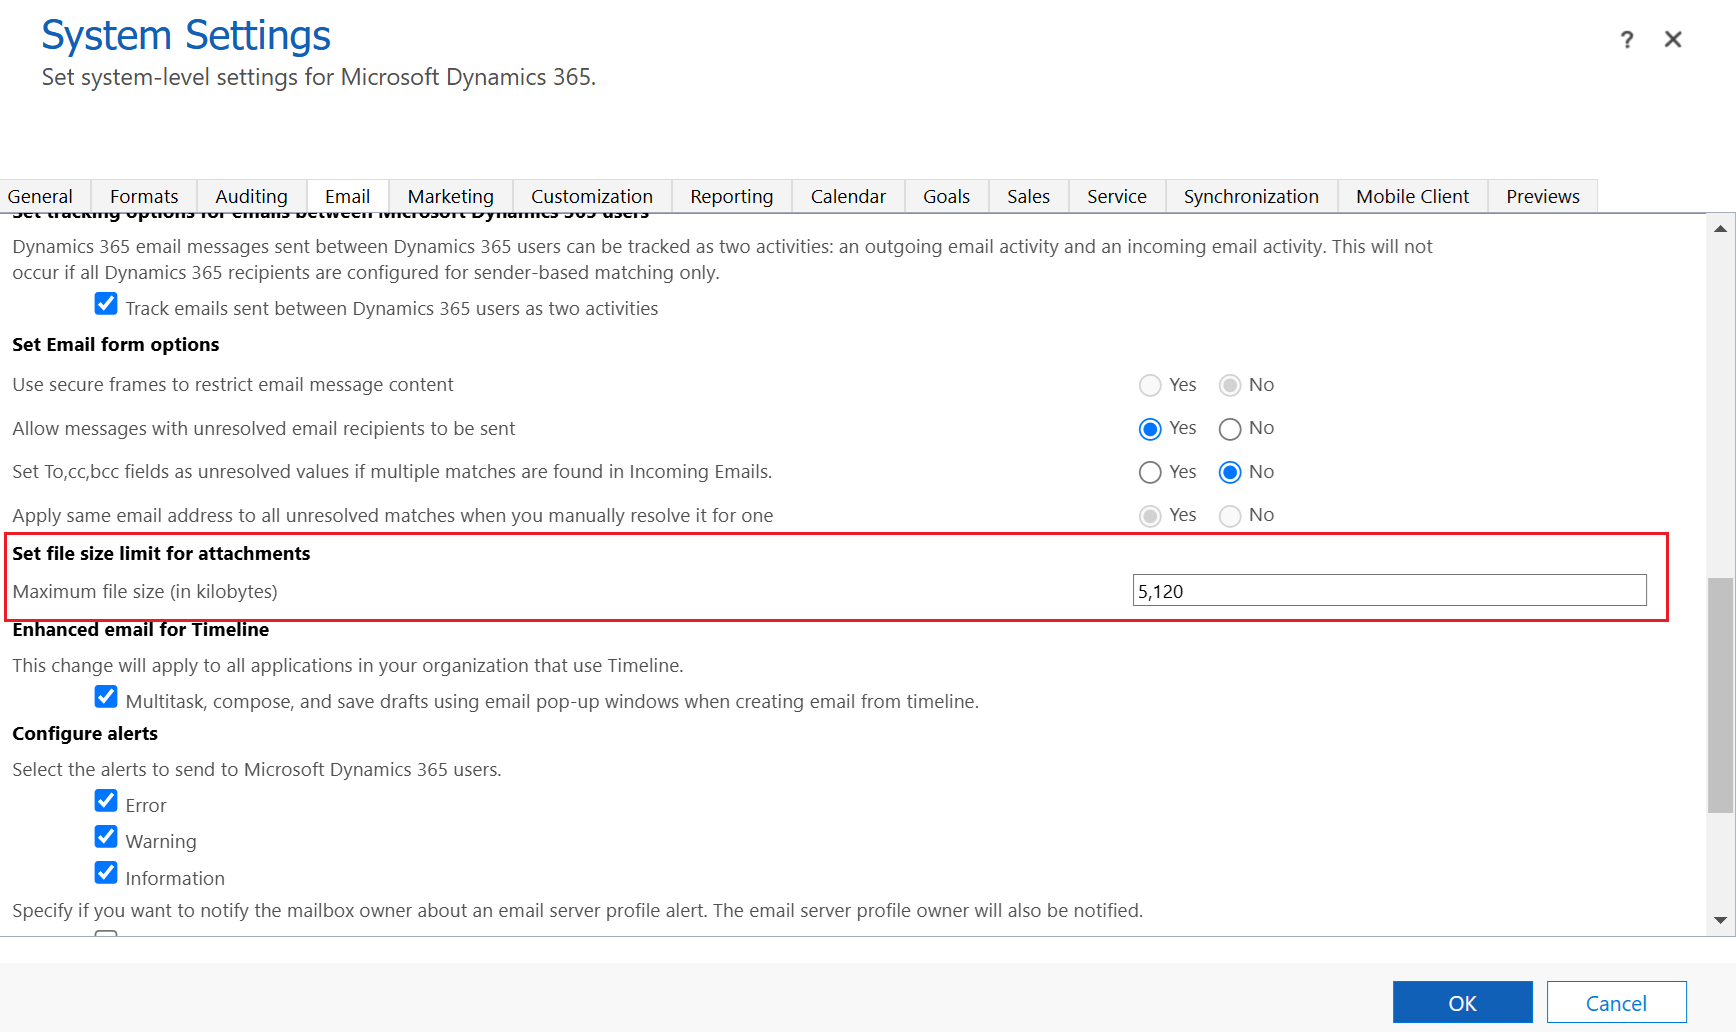 System Settings
?
Set system-level settings for Microsoft Dynamics 365.
General Formats Auditing Email Marketing Customization Reporting Calendar Goals Sales Service Synchronization Mobile Client Previews
Set tracking options for emails between Microsoft Dynamics 365 users
Dynamics 365 email messages sent between Dynamics 365 users can be tracked as two activities: an outgoing email activity and an incoming email activity. This will not
occur if all Dynamics 365 recipients are configured for sender-based matching only.
Track emails sent between Dynamics 365 users as two activities
Set Email form options
Use secure frames to restrict email message content Yes No
Allow messages with unresolved email recipients to be sent Yes No
Set To,cc,bcc fields as unresolved values if multiple matches are found in Incoming Emails. Yes No
Apply same email address to all unresolved matches when you manually resolve it for one Yes No
Set file size limit for attachments
Maximum file size (in kilobytes) 5,120
Enhanced email for Timeline
This change will apply to all applications in your organization that use Timeline.
Multitask, compose, and save drafts using email pop-up windows when creating email from timeline.
Configure alerts
Select the alerts to send to Microsoft Dynamics 365 users.
Error
Warning
Information
Specify if you want to notify the mailbox owner about an email server profile alert. The email server profile owner will also be notified.
OK Cancel